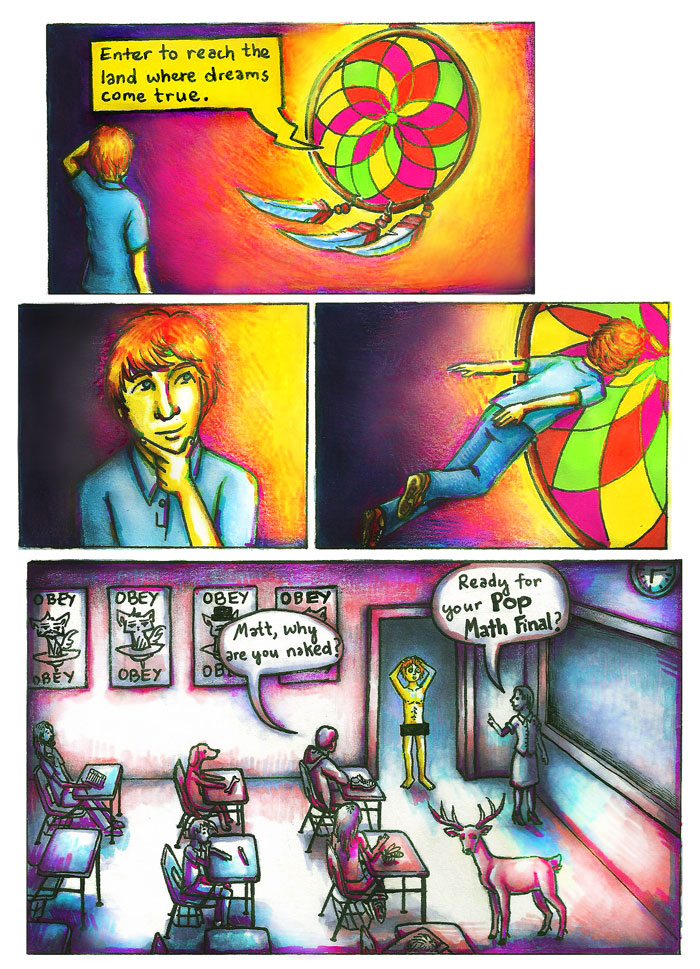 Enter to reach the
land where dreams
come true.
OBEY
OBEY
OBEY
OBEY
Matt, why
are you naked?
Ready for
your Pop
Math Final?
OBEY
OBEY
OBEY